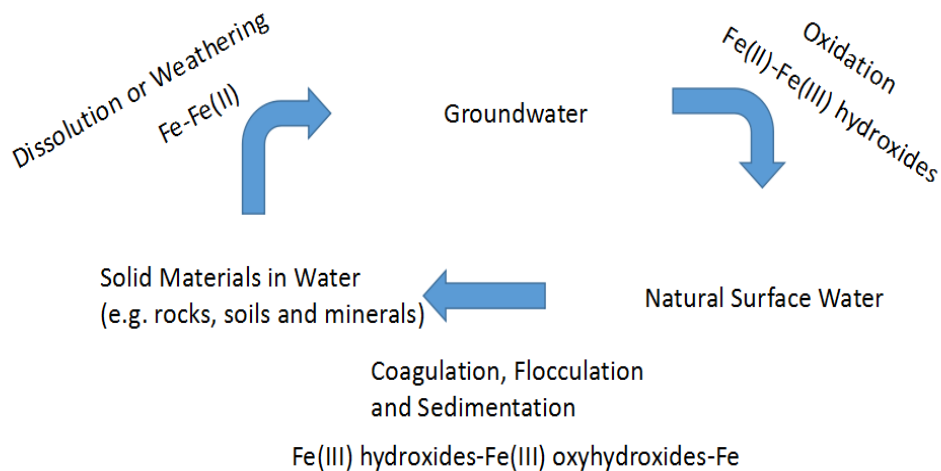 Dissolution or Weathering
Fe-Fe(II)
Groundwater
Oxidation
Fe(II)-Fe(III) hydroxides
Solid Materials in Water
(e.g. rocks, soils and minerals)
Natural Surface Water
Coagulation, Flocculation
and Sedimentation
Fe(III) hydroxides-Fe(III) oxyhydroxides-Fe